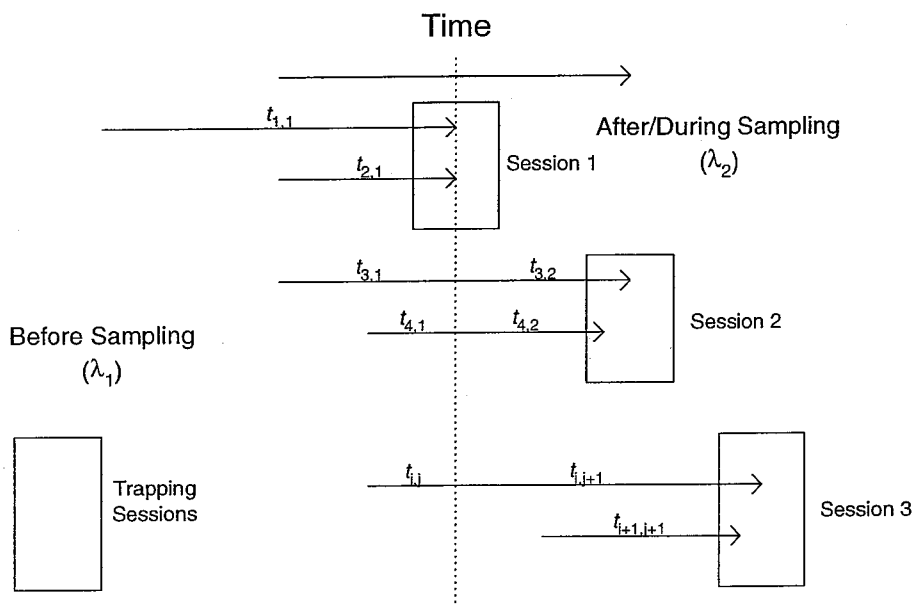 Time
t1,1
After/During Sampling
(λ2)
Session 1
t2,1
t3,1
t3,2
Session 2
t4,1
t4,2
Before Sampling
(λ1)
Trapping
Sessions
ti,j
ti,j+1
Session 3
ti+1,j+1